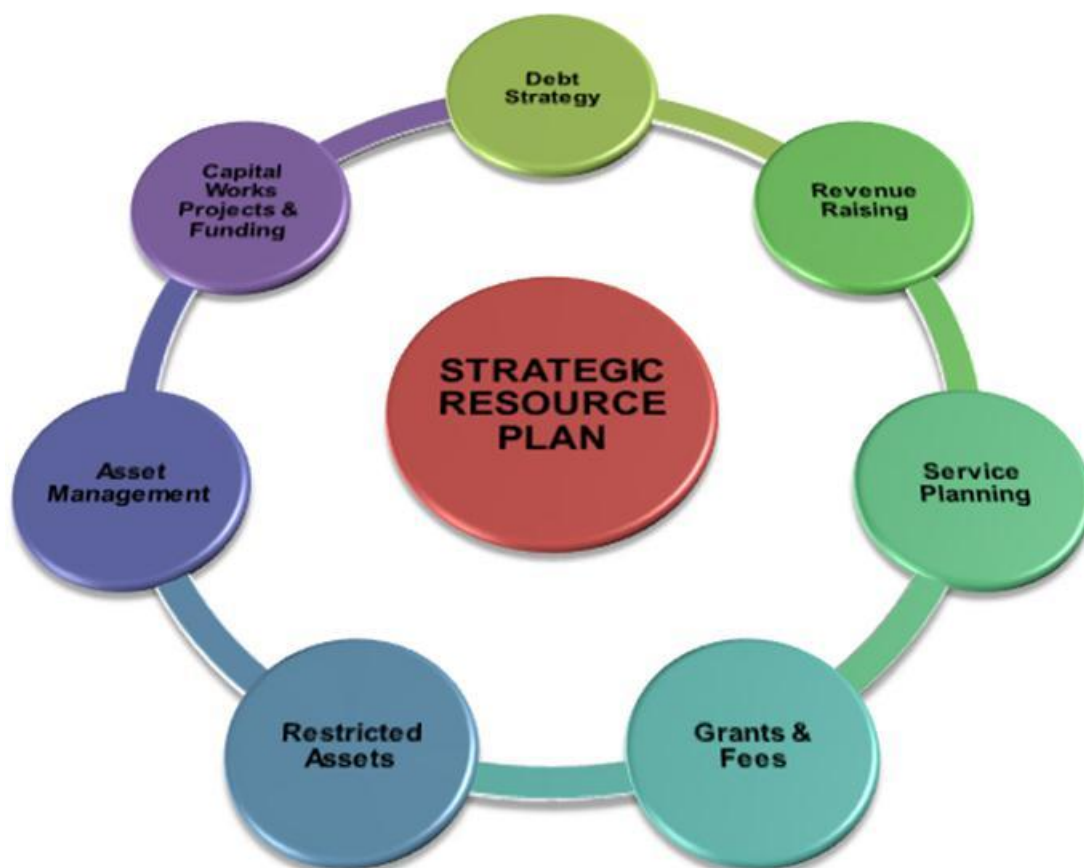 Debt
Strategy
Revenue
Raising
Service
Planning
Grants &
Fees
Restricted
Assets
Asset
Management
Capital
Works
Projects &
Funding
STRATEGIC
RESOURCE
PLAN